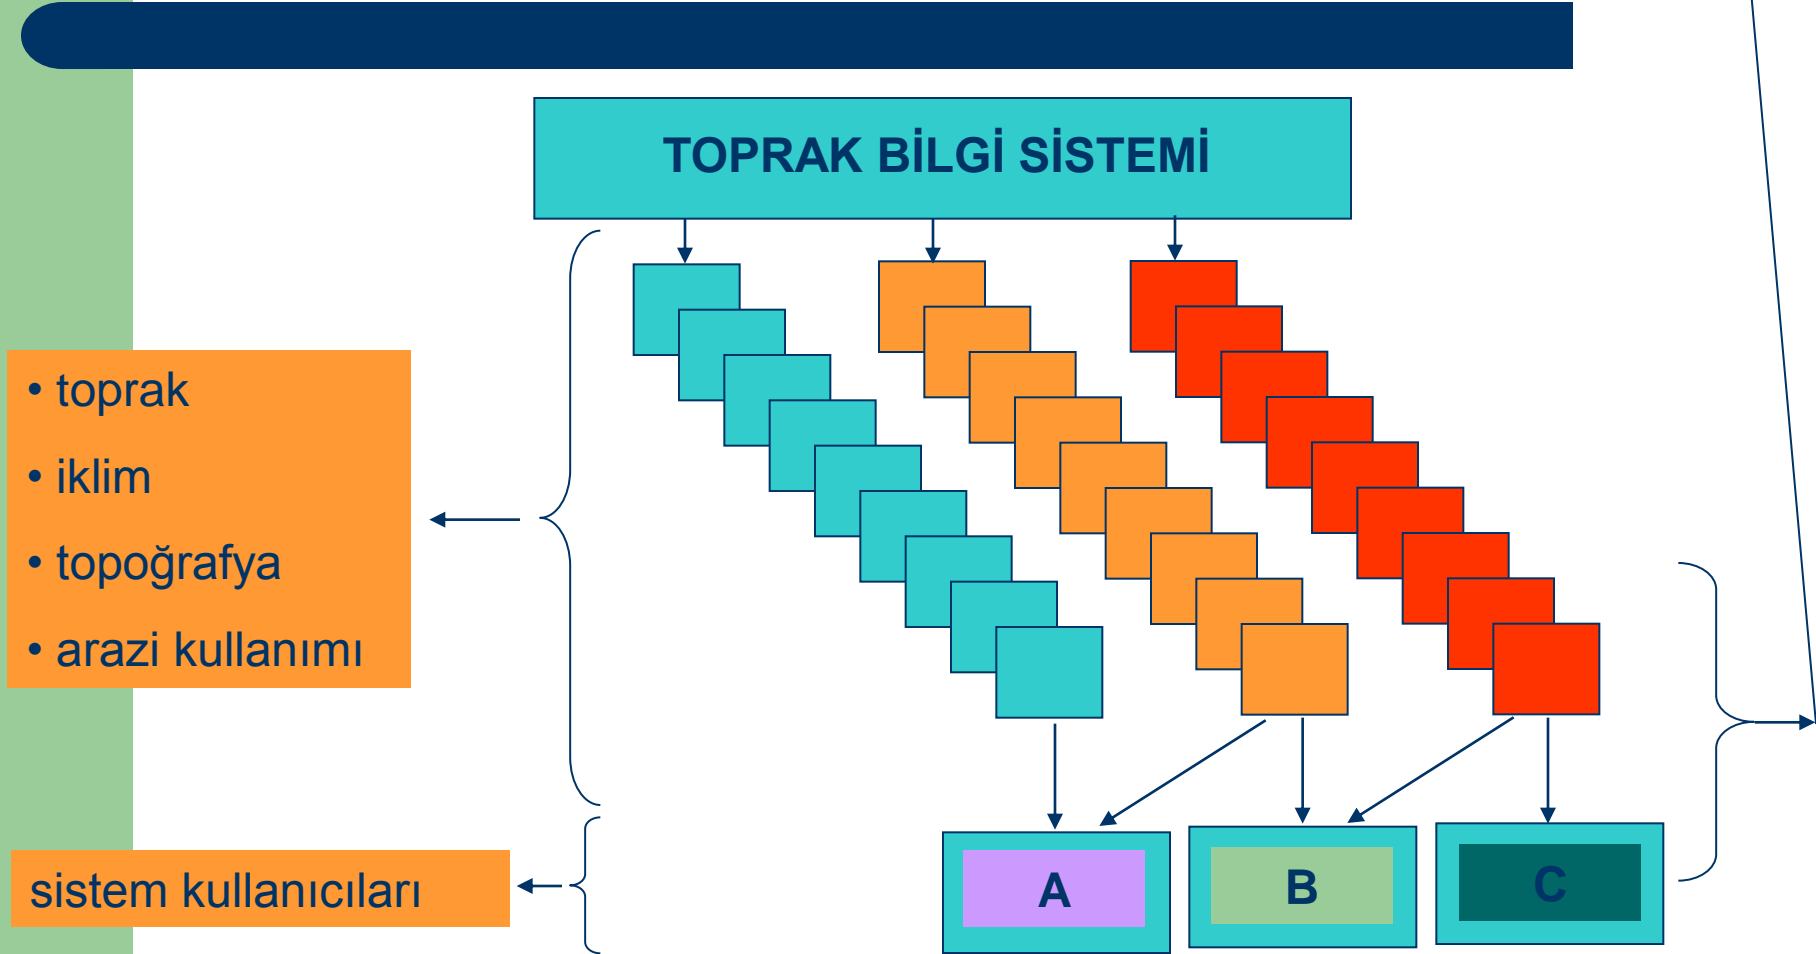 TOPRAK BİLGİ SİSTEMİ
• toprak
• iklim
• topoğrafya
• arazi kullanımı
sistem kullanıcıları
A
B
C